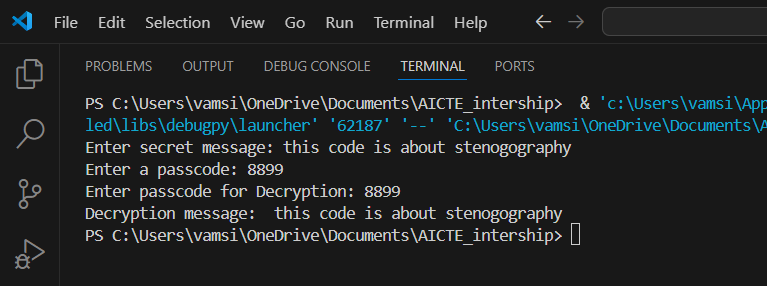 File Edit Selection View Go Run Terminal Help
PROBLEMS OUTPUT DEBUG CONSOLE TERMINAL PORTS
PS C:\Users\vamsi\OneDrive\Documents\AICTE_intership>  & 'c:\Users\vamsi\App
led\libs\debugpy\launcher' '62187' '--' 'C:\Users\vamsi\OneDrive\Documents\A
Enter secret message: this code is about stenogography
Enter a passcode: 8899
Enter passcode for Decryption: 8899
Decryption message:  this code is about stenogography
PS C:\Users\vamsi\OneDrive\Documents\AICTE_intership>